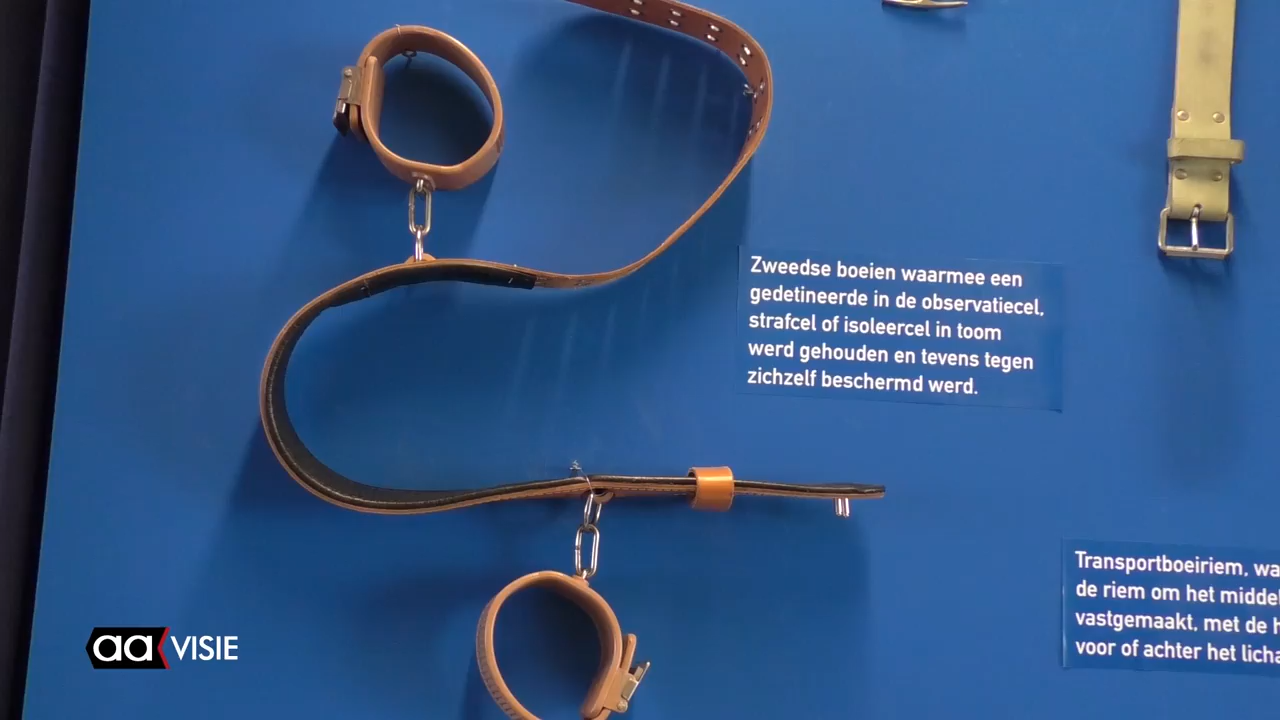 Zweedse boeien waarmee een
gedetineerde in de observatiecel,
strafcel of isoleercel in toom
werd gehouden en tevens tegen
zichzelf beschermd werd.
Transportboeiriem,
de riem om het
vastgemaakt, met de
voor of achter het
aa VISIE